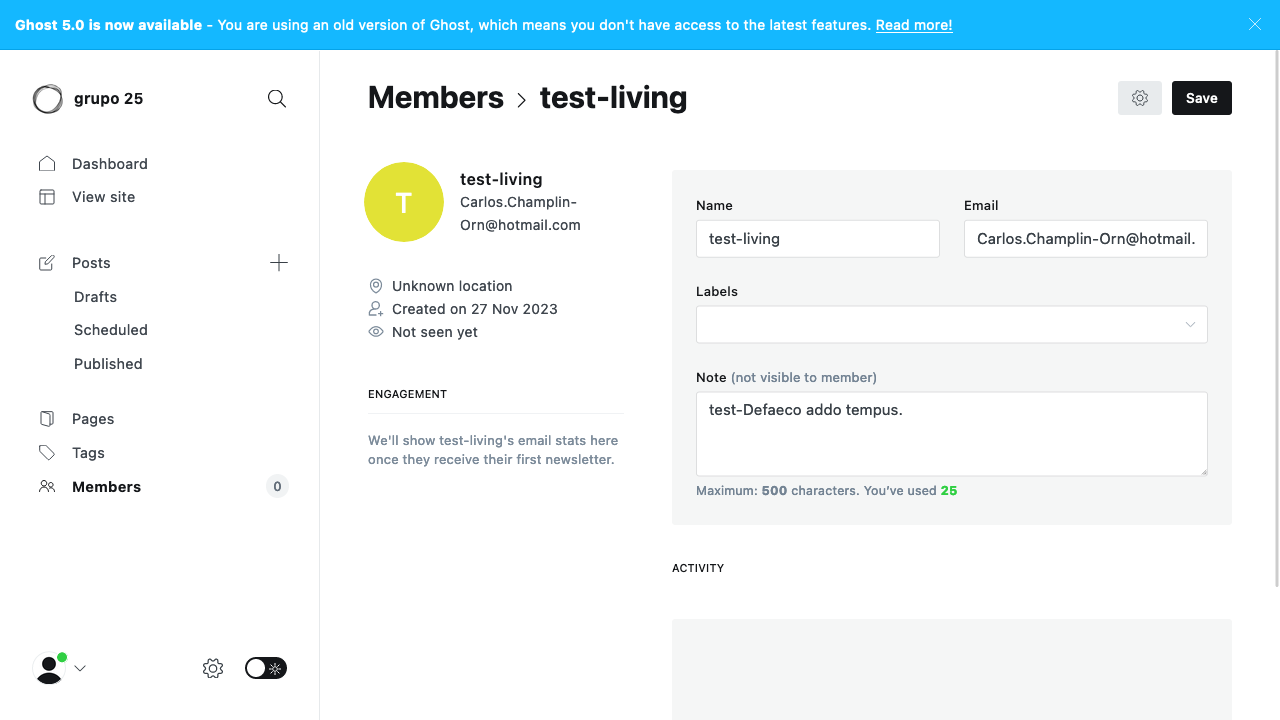 Ghost 5.0 is now available - You are using an old version of Ghost, which means you don't have access to the latest features. Read more!
grupo 25
Dashboard
View site
Posts
Drafts
Scheduled
Published
Pages
Tags
Members 0
Members > test-living
Save
T
test-living
Carlos.Champlin-
Orn@hotmail.com
Unknown location
Created on 27 Nov 2023
Not seen yet
ENGAGEMENT
We'll show test-living's email stats here
once they receive their first newsletter.
Name
test-living
Email
Carlos.Champlin-Orn@hotmail.
Labels
Note (not visible to member)
test-Defaeco addo tempus.
Maximum: 500 characters. You’ve used 25
ACTIVITY